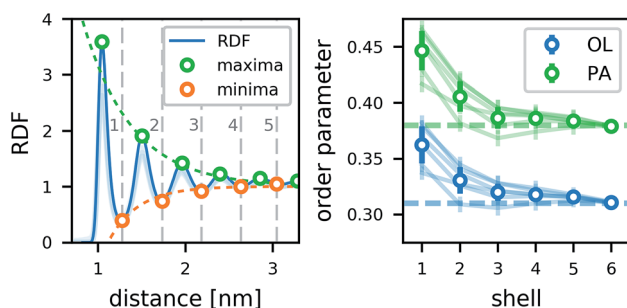 4
3
2
1
0
RDF
RDF
maxima
minima
1
2
3
4
5
1
2
3
distance [nm]
0.45
0.40
0.35
0.30
order parameter
OL
PA
1
2
3
4
5
6
shell